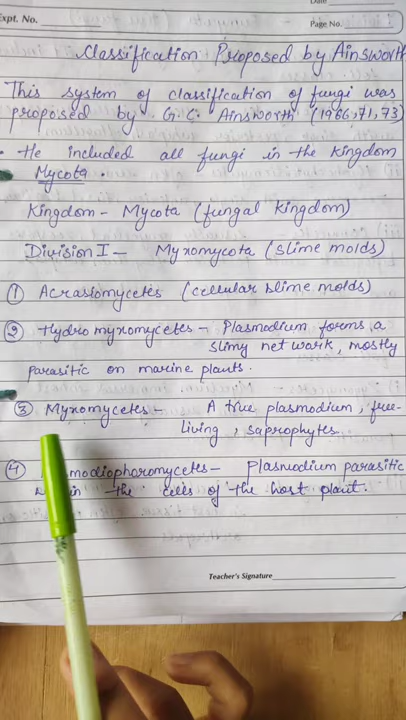 Date
Expt. No.
Page No.
Classification Proposed by Ainsworth
This system of classification of fungi was
proposed by G.C. Ainsworth (1966,71,73)
• He included all fungi in the kingdom
Mycota.
Kingdom - Mycota (fungal kingdom)
Division I - Myxomycota (slime molds)
① Acrasiomycetes (cellular slime molds)
② Hydromyxomycetes - Plasmodium forms a
slimy network, mostly
parasitic on marine plants.
③ Myxomycetes - A true plasmodium, free-
living, saprophytes.
④ modiophoromycetes - Plasmodium parasitic
in the cells of the host plant.
Teacher's Signature